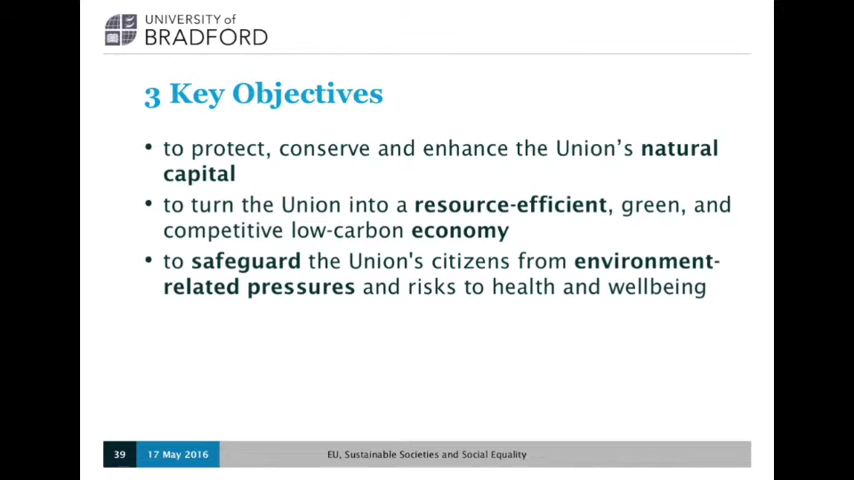 UNIVERSITY of
BRADFORD
3 Key Objectives
• to protect, conserve and enhance the Union’s natural
capital
• to turn the Union into a resource-efficient, green, and
competitive low-carbon economy
• to safeguard the Union's citizens from environment-
related pressures and risks to health and wellbeing
39 17 May 2016 EU, Sustainable Societies and Social Equality